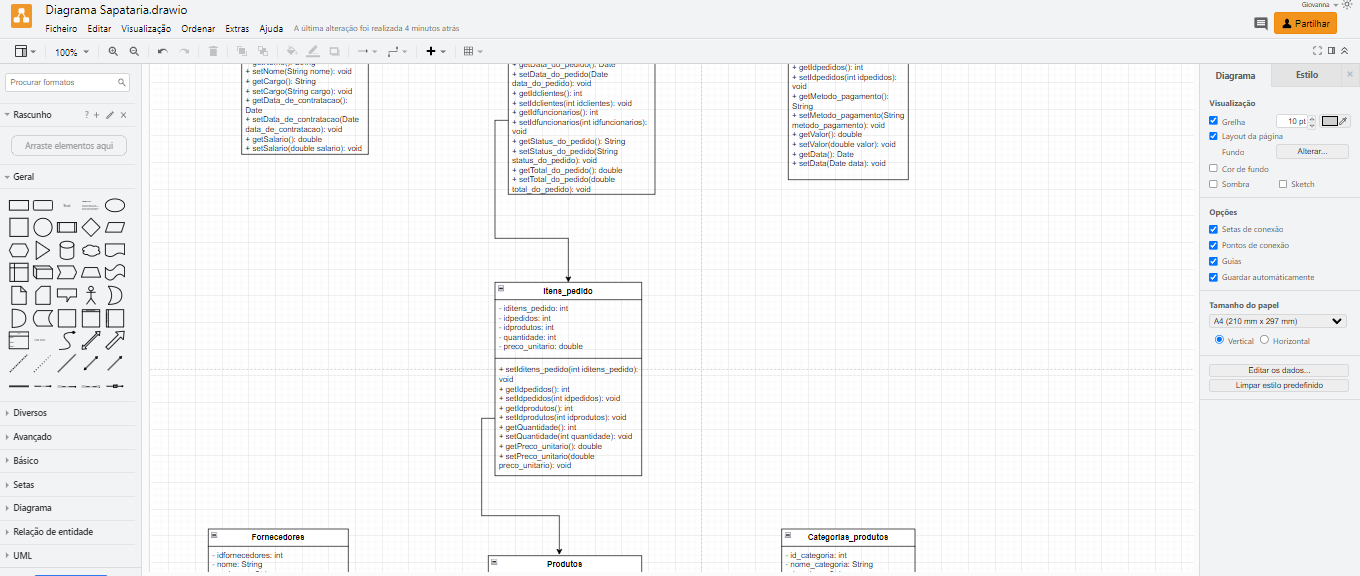 Diagrama Sapataria.drawio
Giovanna
Ficheiro Editar Visualização Ordenar Extras Ajuda A última alteração foi realizada 4 minutos atrás
Partilhar
100%
Procurar formatos
Rascunho
Arraste elementos aqui
Geral
Diversos
Avançado
Básico
Setas
Diagrama
Relação de entidade
UML
+ setNome(String nome): void
+ getCargo(): String
+ setCargo(String cargo): void
+ getData_de_contratacao():
Date
+ setData_de_contratacao(Date
data_de_contratacao): void
+ getSalario(): double
+ setSalario(double salario): void
+ getData_do_pedido(): Date
+ setData_do_pedido(Date
data_do_pedido): void
+ getIdclientes(): int
+ setIdclientes(int idclientes): void
+ getIdfuncionarios(): int
+ setIdfuncionarios(int idfuncionarios):
void
+ getStatus_do_pedido(): String
+ setStatus_do_pedido(String
status_do_pedido): void
+ getTotal_do_pedido(): double
+ setTotal_do_pedido(double
total_do_pedido): void
+ getIdpedidos(): int
+ setIdpedidos(int idpedidos):
void
+ getMetodo_pagamento():
String
+ setMetodo_pagamento(String
metodo_pagamento): void
+ getValor(): double
+ setValor(double valor): void
+ getData(): Date
+ setData(Date data): void
Itens_pedido
- iditens_pedido: int
- idpedidos: int
- idprodutos: int
- quantidade: int
- preco_unitario: double
+ setIditens_pedido(int iditens_pedido):
void
+ getIdpedidos(): int
+ setIdpedidos(int idpedidos): void
+ getIdprodutos(): int
+ setIdprodutos(int idprodutos): void
+ getQuantidade(): int
+ setQuantidade(int quantidade): void
+ getPreco_unitario(): double
+ setPreco_unitario(double
preco_unitario): void
Fornecedores
- idfornecedores: int
- nome: String
Produtos
Categorias_produtos
- id_categoria: int
- nome_categoria: String
Diagrama Estilo
Visualização
Grelha 10 pt
Layout da página
Fundo Alterar...
Cor de fundo
Sombra Sketch
Opções
Setas de conexão
Pontos de conexão
Guias
Guardar automáticamente
Tamanho do papel
A4 (210 mm x 297 mm)
Vertical Horizontal
Editar os dados...
Limpar estilo predefinido